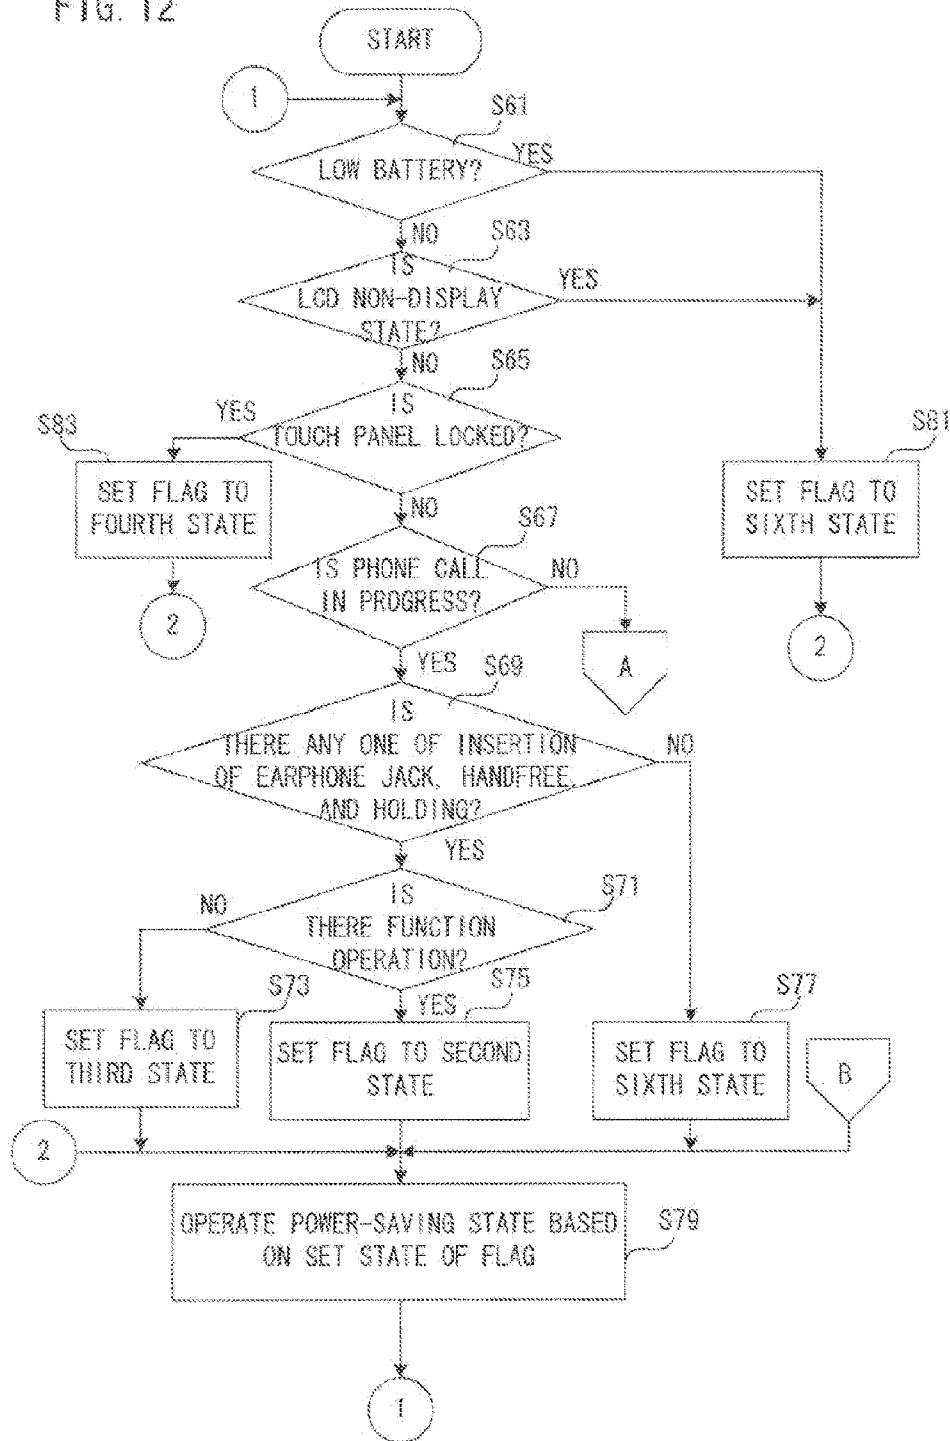 FIG. 12
START
1
S61
LOW BATTERY?
YES
NO
S63
IS
LCD NON-DISPLAY
STATE?
YES
NO
S65
IS
TOUCH PANEL LOCKED?
YES
S83
SET FLAG TO
FOURTH STATE
2
S81
SET FLAG TO
SIXTH STATE
2
NO
S67
IS PHONE CALL
IN PROGRESS?
NO
A
YES
S69
IS
THERE ANY ONE OF INSERTION
OF EARPHONE JACK, HANDFREE,
AND HOLDING?
NO
YES
S71
IS
THERE FUNCTION
OPERATION?
NO
YES
S73
SET FLAG TO
THIRD STATE
S75
SET FLAG TO SECOND
STATE
S77
SET FLAG TO
SIXTH STATE
B
2
OPERATE POWER-SAVING STATE BASED
ON SET STATE OF FLAG
S79
1